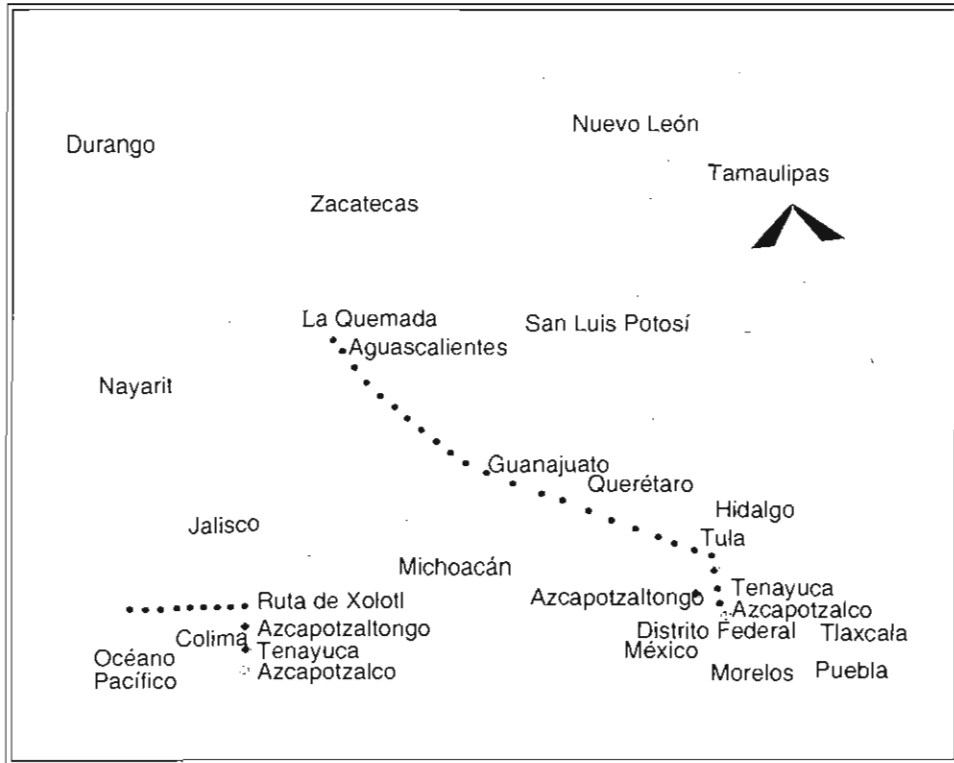 Nuevo León
Durango
Tamaulipas
Zacatecas
La Quemada
San Luis Potosí
Aguascalientes
Nayarit
Guanajuato
Querétaro
Hidalgo
Jalisco
Tula
Michoacán
Tenayuca
Azcapotzaltongo
Azcapotzalco
Distrito Federal
Tlaxcala
México
Morelos
Puebla
Ruta de Xolotl
Azcapotzaltongo
Colima
Tenayuca
Océano
Pacífico
Azcapotzalco